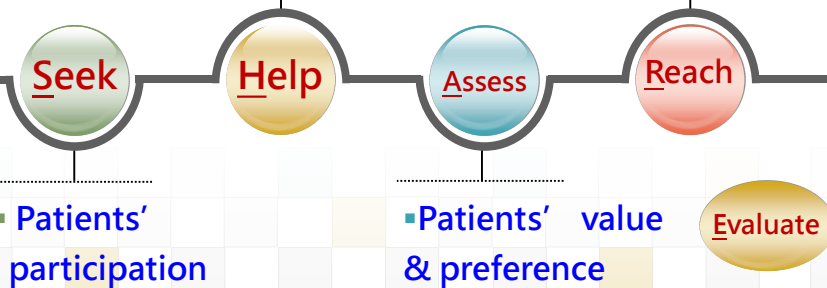 Seek
Help
Assess
Reach
▪ Patients’
participation
▪Patients’ value
& preference
Evaluate